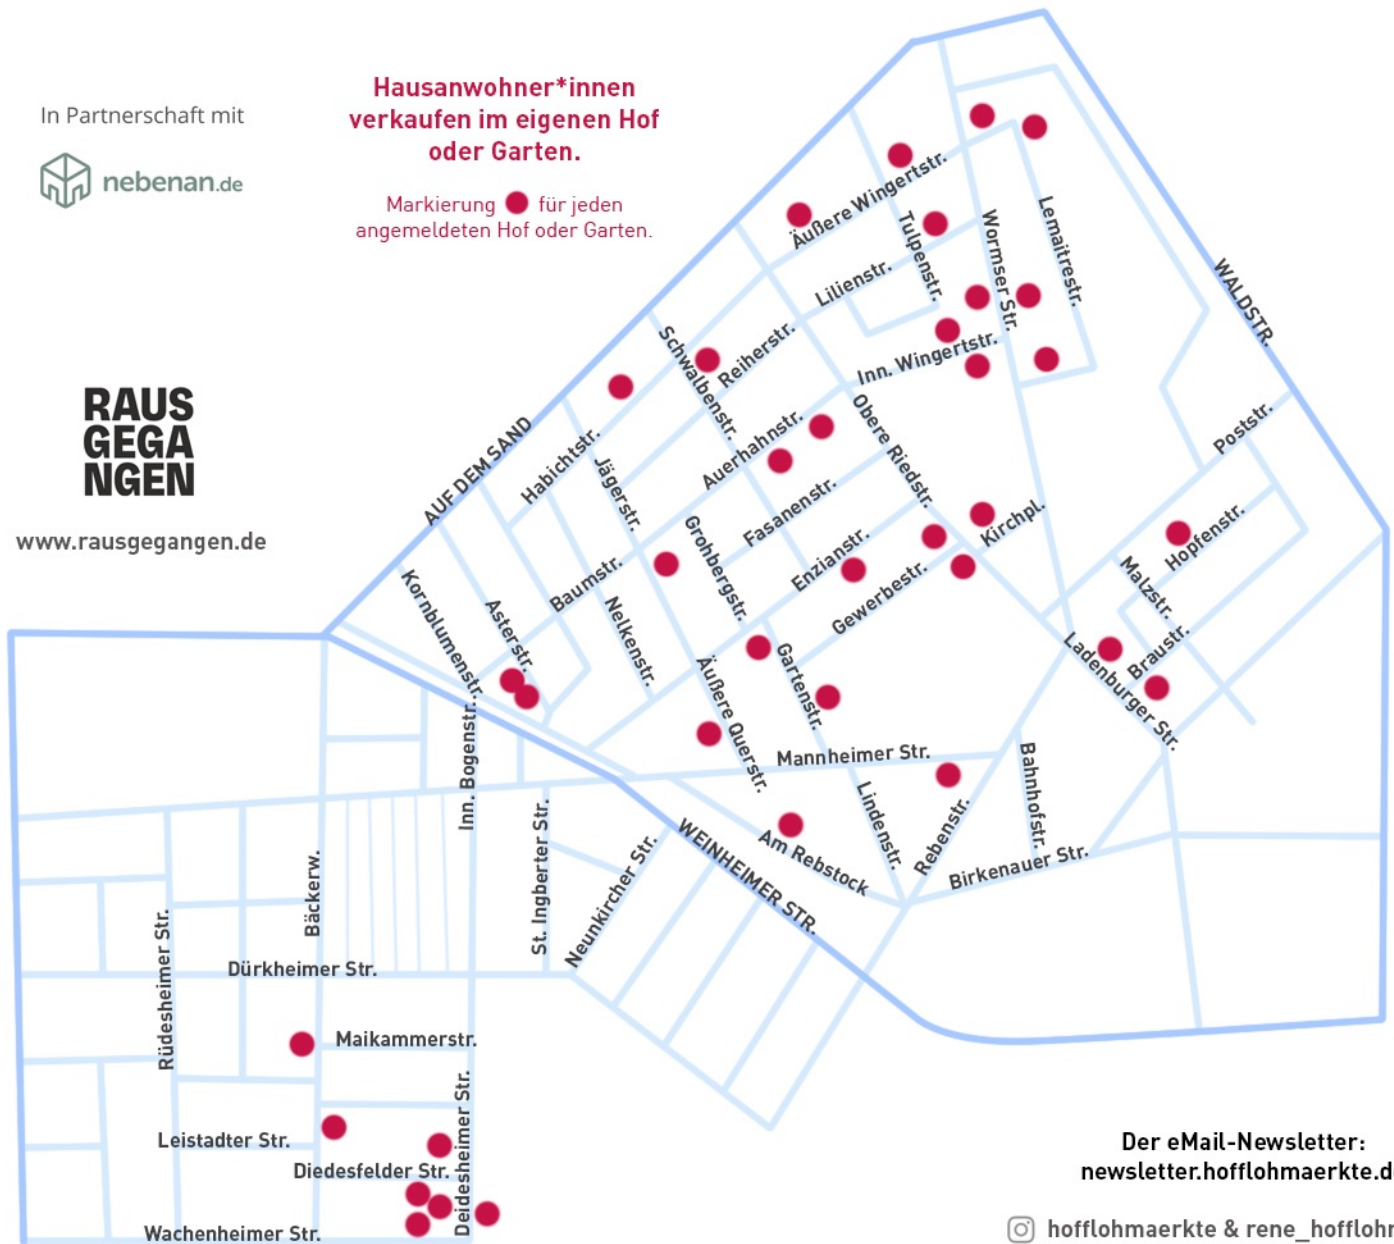 In Partnerschaft mit
nebenan.de
Hausanwohner*innen
verkaufen im eigenen Hof
oder Garten.
Markierung für jeden
angemeldeten Hof oder Garten.
RAUS
GEGA
NGEN
www.rausgegangen.de
Äußere Wingertstr.
Tulpenstr.
Wormser Str.
Lemaitrestr.
WALDSTR.
Lilienstr.
Reiherstr.
Schwalbenstr.
Inn. Wingertstr.
Obere Riedstr.
Auerhahnstr.
AUF DEM SAND
Habichtstr.
Jägerstr.
Fasanenstr.
Poststr.
Grohbergstr.
Enzianstr.
Kirchpl.
Hopfenstr.
Malzstr.
Baumstr.
Kornblumenstr.
Asterstr.
Nelkenstr.
Gewerbestr.
Gartenstr.
Äußere Querstr.
Ladenburger Str.
Braustr.
Inn. Bogenstr.
Mannheimer Str.
Bahnhofstr.
Lindenstr.
Rebenstr.
Birkenauer Str.
Am Rebstock
WEINHEIMER STR.
St. Ingberter Str.
Neunkircher Str.
Bäckerw.
Rüdesheimer Str.
Dürkheimer Str.
Maikammerstr.
Deidesheimer Str.
Leistadter Str.
Diedesfelder Str.
Wachenheimer Str.
Der eMail-Newsletter:
newsletter.hofflohmaerkte.d
hofflohmaerkte & rene_hofflohr